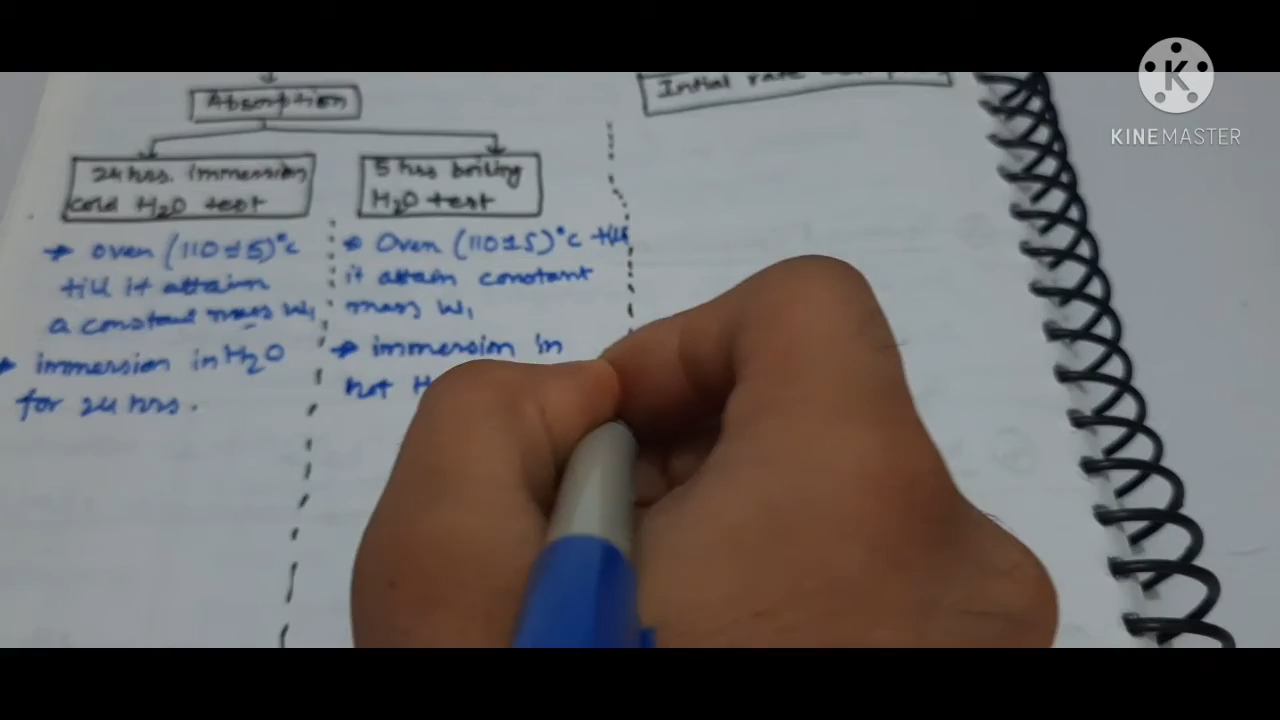 Absorption
Initial rate
24 hrs. immersion
cold H2O test
5 hrs boiling
H2O test
→ oven (110±5)°c
till it attain
a constant mass W1
→ immersion in H2O
for 24 hrs.
→ Oven (110±5)°c till
it attain constant
mass W1
→ immersion in
hot H
K
KINEMASTER